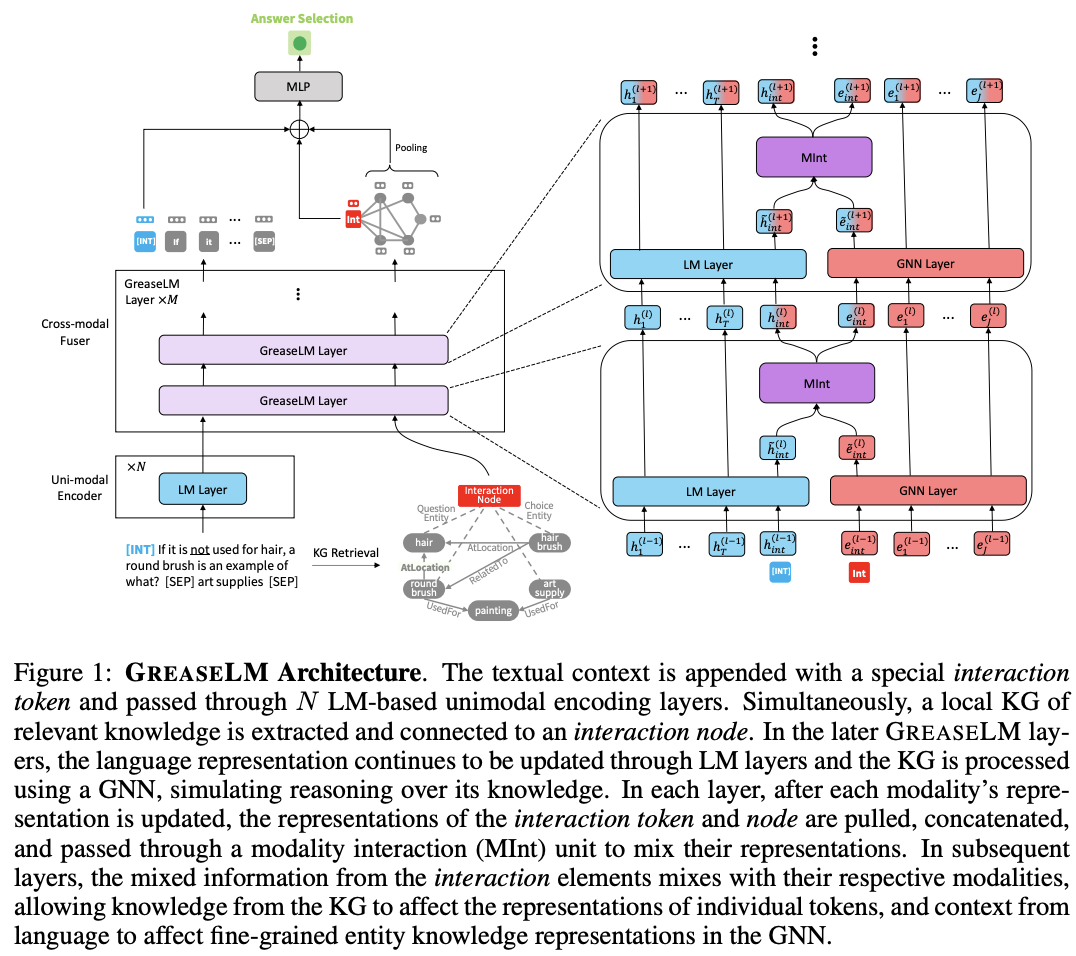 Answer Selection
MLP
Pooling
Int
[INT] if it ... [SEP]
GreaseLM
Layer ×M
⋮
Cross-modal
Fuser
GreaseLM Layer
GreaseLM Layer
×N
Uni-modal
Encoder
LM Layer
[INT] If it is not used for hair, a
round brush is an example of
what? [SEP] art supplies [SEP]
KG Retrieval
Interaction
Node
Question
Entity
Choice
Entity
hair
hair
brush
AtLocation
AtLocation
RelatedTo
round
brush
art
supply
UsedFor
painting
UsedFor
⋮
h_1^{(l+1)} ... h_T^{(l+1)} h_{int}^{(l+1)} e_{int}^{(l+1)} e_1^{(l+1)} ... e_J^{(l+1)}
MInt
h̃_{int}^{(l+1)} ẽ_{int}^{(l+1)}
LM Layer GNN Layer
h_1^{(l)} ... h_T^{(l)} h_{int}^{(l)} e_{int}^{(l)} e_1^{(l)} ... e_J^{(l)}
MInt
h̃_{int}^{(l)} ẽ_{int}^{(l)}
LM Layer GNN Layer
h_1^{(l-1)} ... h_T^{(l-1)} h_{int}^{(l-1)} e_{int}^{(l-1)} e_1^{(l-1)} ... e_J^{(l-1)}
[INT] Int
Figure 1: GREASELM Architecture. The textual context is appended with a special interaction
token and passed through N LM-based unimodal encoding layers. Simultaneously, a local KG of
relevant knowledge is extracted and connected to an interaction node. In the later GREASELM lay-
ers, the language representation continues to be updated through LM layers and the KG is processed
using a GNN, simulating reasoning over its knowledge. In each layer, after each modality's repre-
sentation is updated, the representations of the interaction token and node are pulled, concatenated,
and passed through a modality interaction (MInt) unit to mix their representations. In subsequent
layers, the mixed information from the interaction elements mixes with their respective modalities,
allowing knowledge from the KG to affect the representations of individual tokens, and context from
language to affect fine-grained entity knowledge representations in the GNN.